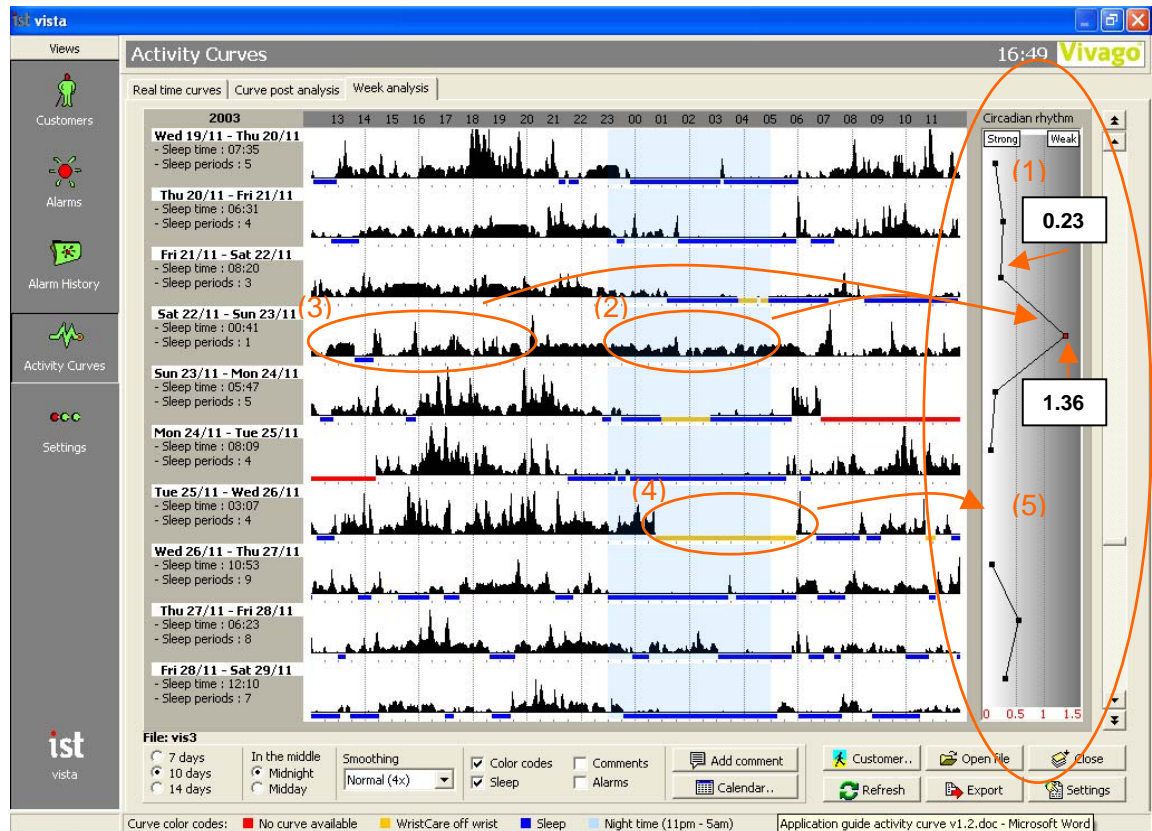 ist vista
Views
Activity Curves
16:49 Vivago
Real time curves
Curve post analysis
Week analysis
Customers
Alarms
Alarm History
Activity Curves
Settings
ist
vista
2003
13 14 15 16 17 18 19 20 21 22 23 00 01 02 03 04 05 06 07 08 09 10 11
Circadian rhythm
Strong
Weak
Wed 19/11 - Thu 20/11
- Sleep time : 07:35
- Sleep periods : 5
(1)
Thu 20/11 - Fri 21/11
- Sleep time : 06:31
- Sleep periods : 4
0.23
Fri 21/11 - Sat 22/11
- Sleep time : 08:20
- Sleep periods : 3
(3)
(2)
Sat 22/11 - Sun 23/11
- Sleep time : 00:41
- Sleep periods : 1
Sun 23/11 - Mon 24/11
- Sleep time : 05:47
- Sleep periods : 5
1.36
Mon 24/11 - Tue 25/11
- Sleep time : 08:09
- Sleep periods : 4
Tue 25/11 - Wed 26/11
- Sleep time : 03:07
- Sleep periods : 4
(4)
(5)
Wed 26/11 - Thu 27/11
- Sleep time : 10:53
- Sleep periods : 9
Thu 27/11 - Fri 28/11
- Sleep time : 06:23
- Sleep periods : 8
Fri 28/11 - Sat 29/11
- Sleep time : 12:10
- Sleep periods : 7
0 0.5 1 1.5
File: vis3
7 days
10 days
14 days
In the middle
Midnight
Midday
Smoothing
Normal (4x)
Color codes
Sleep
Comments
Alarms
Add comment
Calendar..
Customer..
Open file
Close
Refresh
Export
Settings
Curve color codes: No curve available WristCare off wrist Sleep Night time (11pm - 5am)
Application guide activity curve v1.2.doc - Microsoft Word